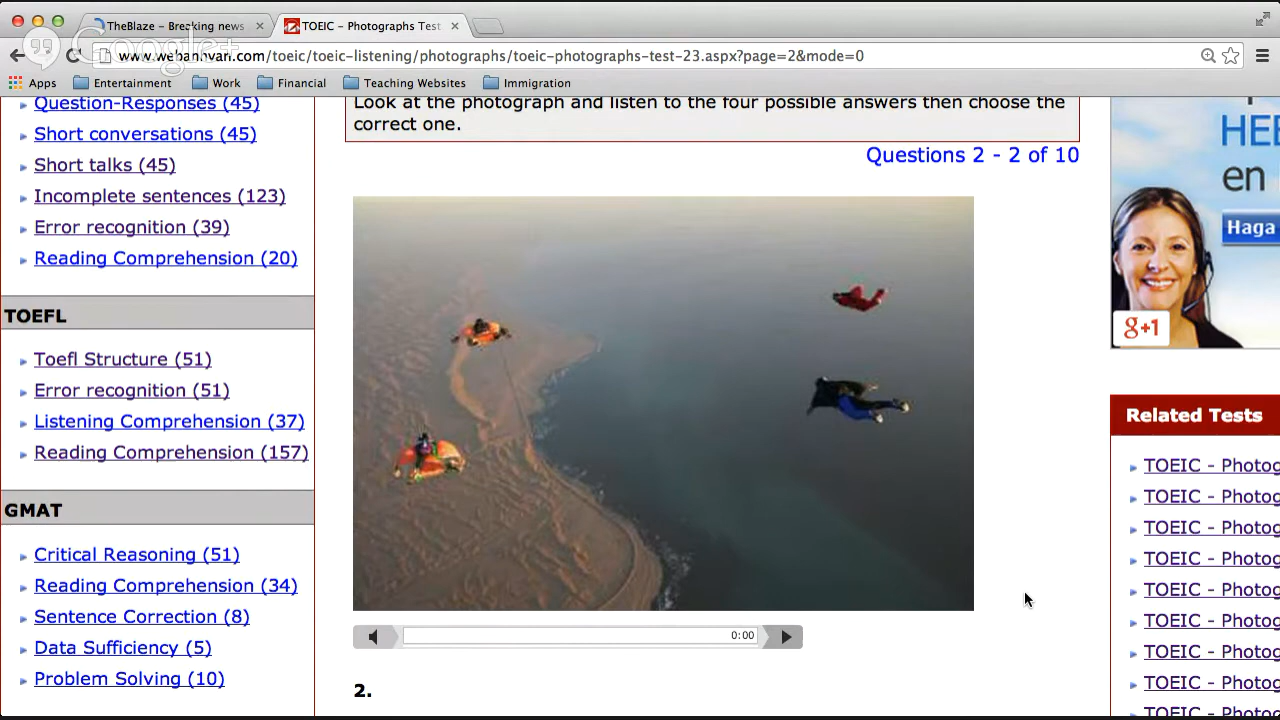 TheBlaze – Breaking news
TOEIC – Photographs Test
Google+
www.webanhvan.com/toeic/toeic-listening/photographs/toeic-photographs-test-23.aspx?page=2&mode=0
Apps
Entertainment
Work
Financial
Teaching Websites
Immigration
Question-Responses (45)
Short conversations (45)
Short talks (45)
Incomplete sentences (123)
Error recognition (39)
Reading Comprehension (20)
TOEFL
Toefl Structure (51)
Error recognition (51)
Listening Comprehension (37)
Reading Comprehension (157)
GMAT
Critical Reasoning (51)
Reading Comprehension (34)
Sentence Correction (8)
Data Sufficiency (5)
Problem Solving (10)
Look at the photograph and listen to the four possible answers then choose the
correct one.
Questions 2 - 2 of 10
0:00
2.
en
Haga
g+1
Related Tests
TOEIC - Photog
TOEIC - Photog
TOEIC - Photog
TOEIC - Photog
TOEIC - Photog
TOEIC - Photog
TOEIC - Photog
TOEIC - Photog